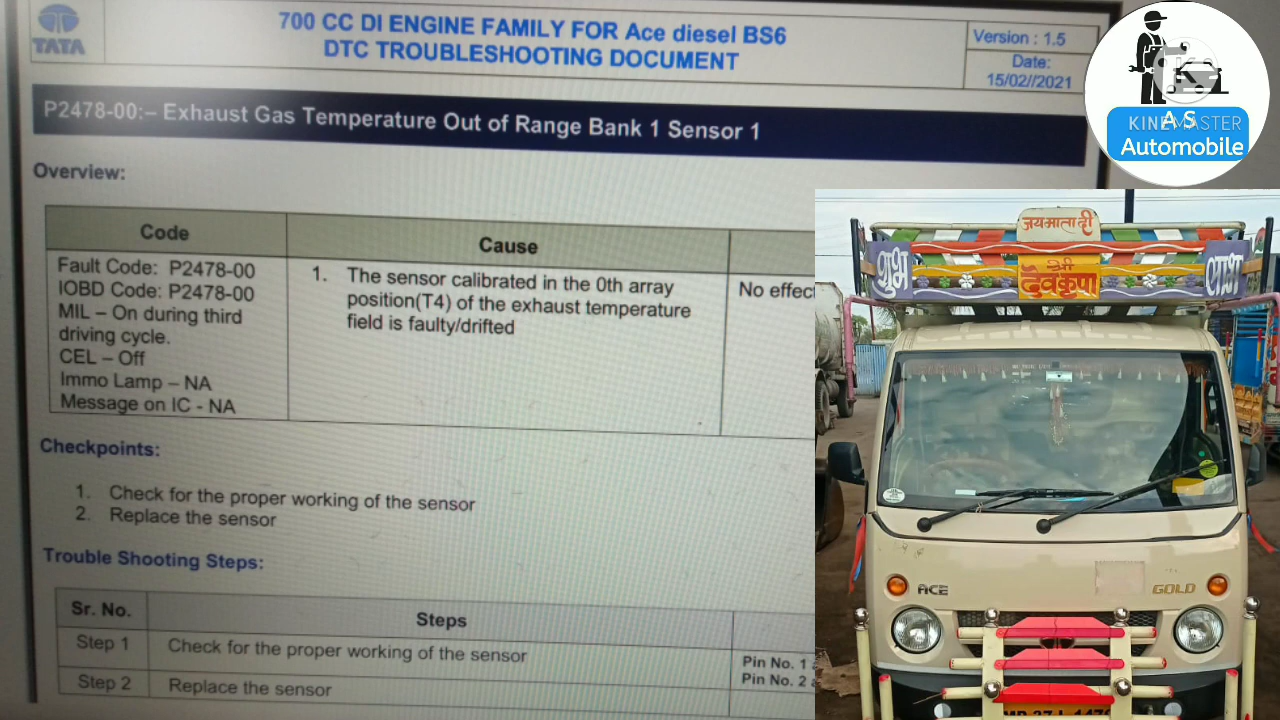 TATA
700 CC DI ENGINE FAMILY FOR Ace diesel BS6
DTC TROUBLESHOOTING DOCUMENT
Version : 1.5
Date:
15/02//2021
P2478-00:– Exhaust Gas Temperature Out of Range Bank 1 Sensor 1
Overview:
Code
Cause
Fault Code: P2478-00
IOBD Code: P2478-00
MIL – On during third
driving cycle.
CEL – Off
Immo Lamp – NA
Message on IC - NA
1. The sensor calibrated in the 0th array
position(T4) of the exhaust temperature
field is faulty/drifted
No effec
Checkpoints:
1. Check for the proper working of the sensor
2. Replace the sensor
Trouble Shooting Steps:
Sr. No.
Steps
Step 1
Check for the proper working of the sensor
Pin No. 1
Step 2
Replace the sensor
Pin No. 2 &
A S
KINEMASTER
Automobile
जय माता दी
शुभ
श्री
देवकृपा
लाभ
ACE
GOLD